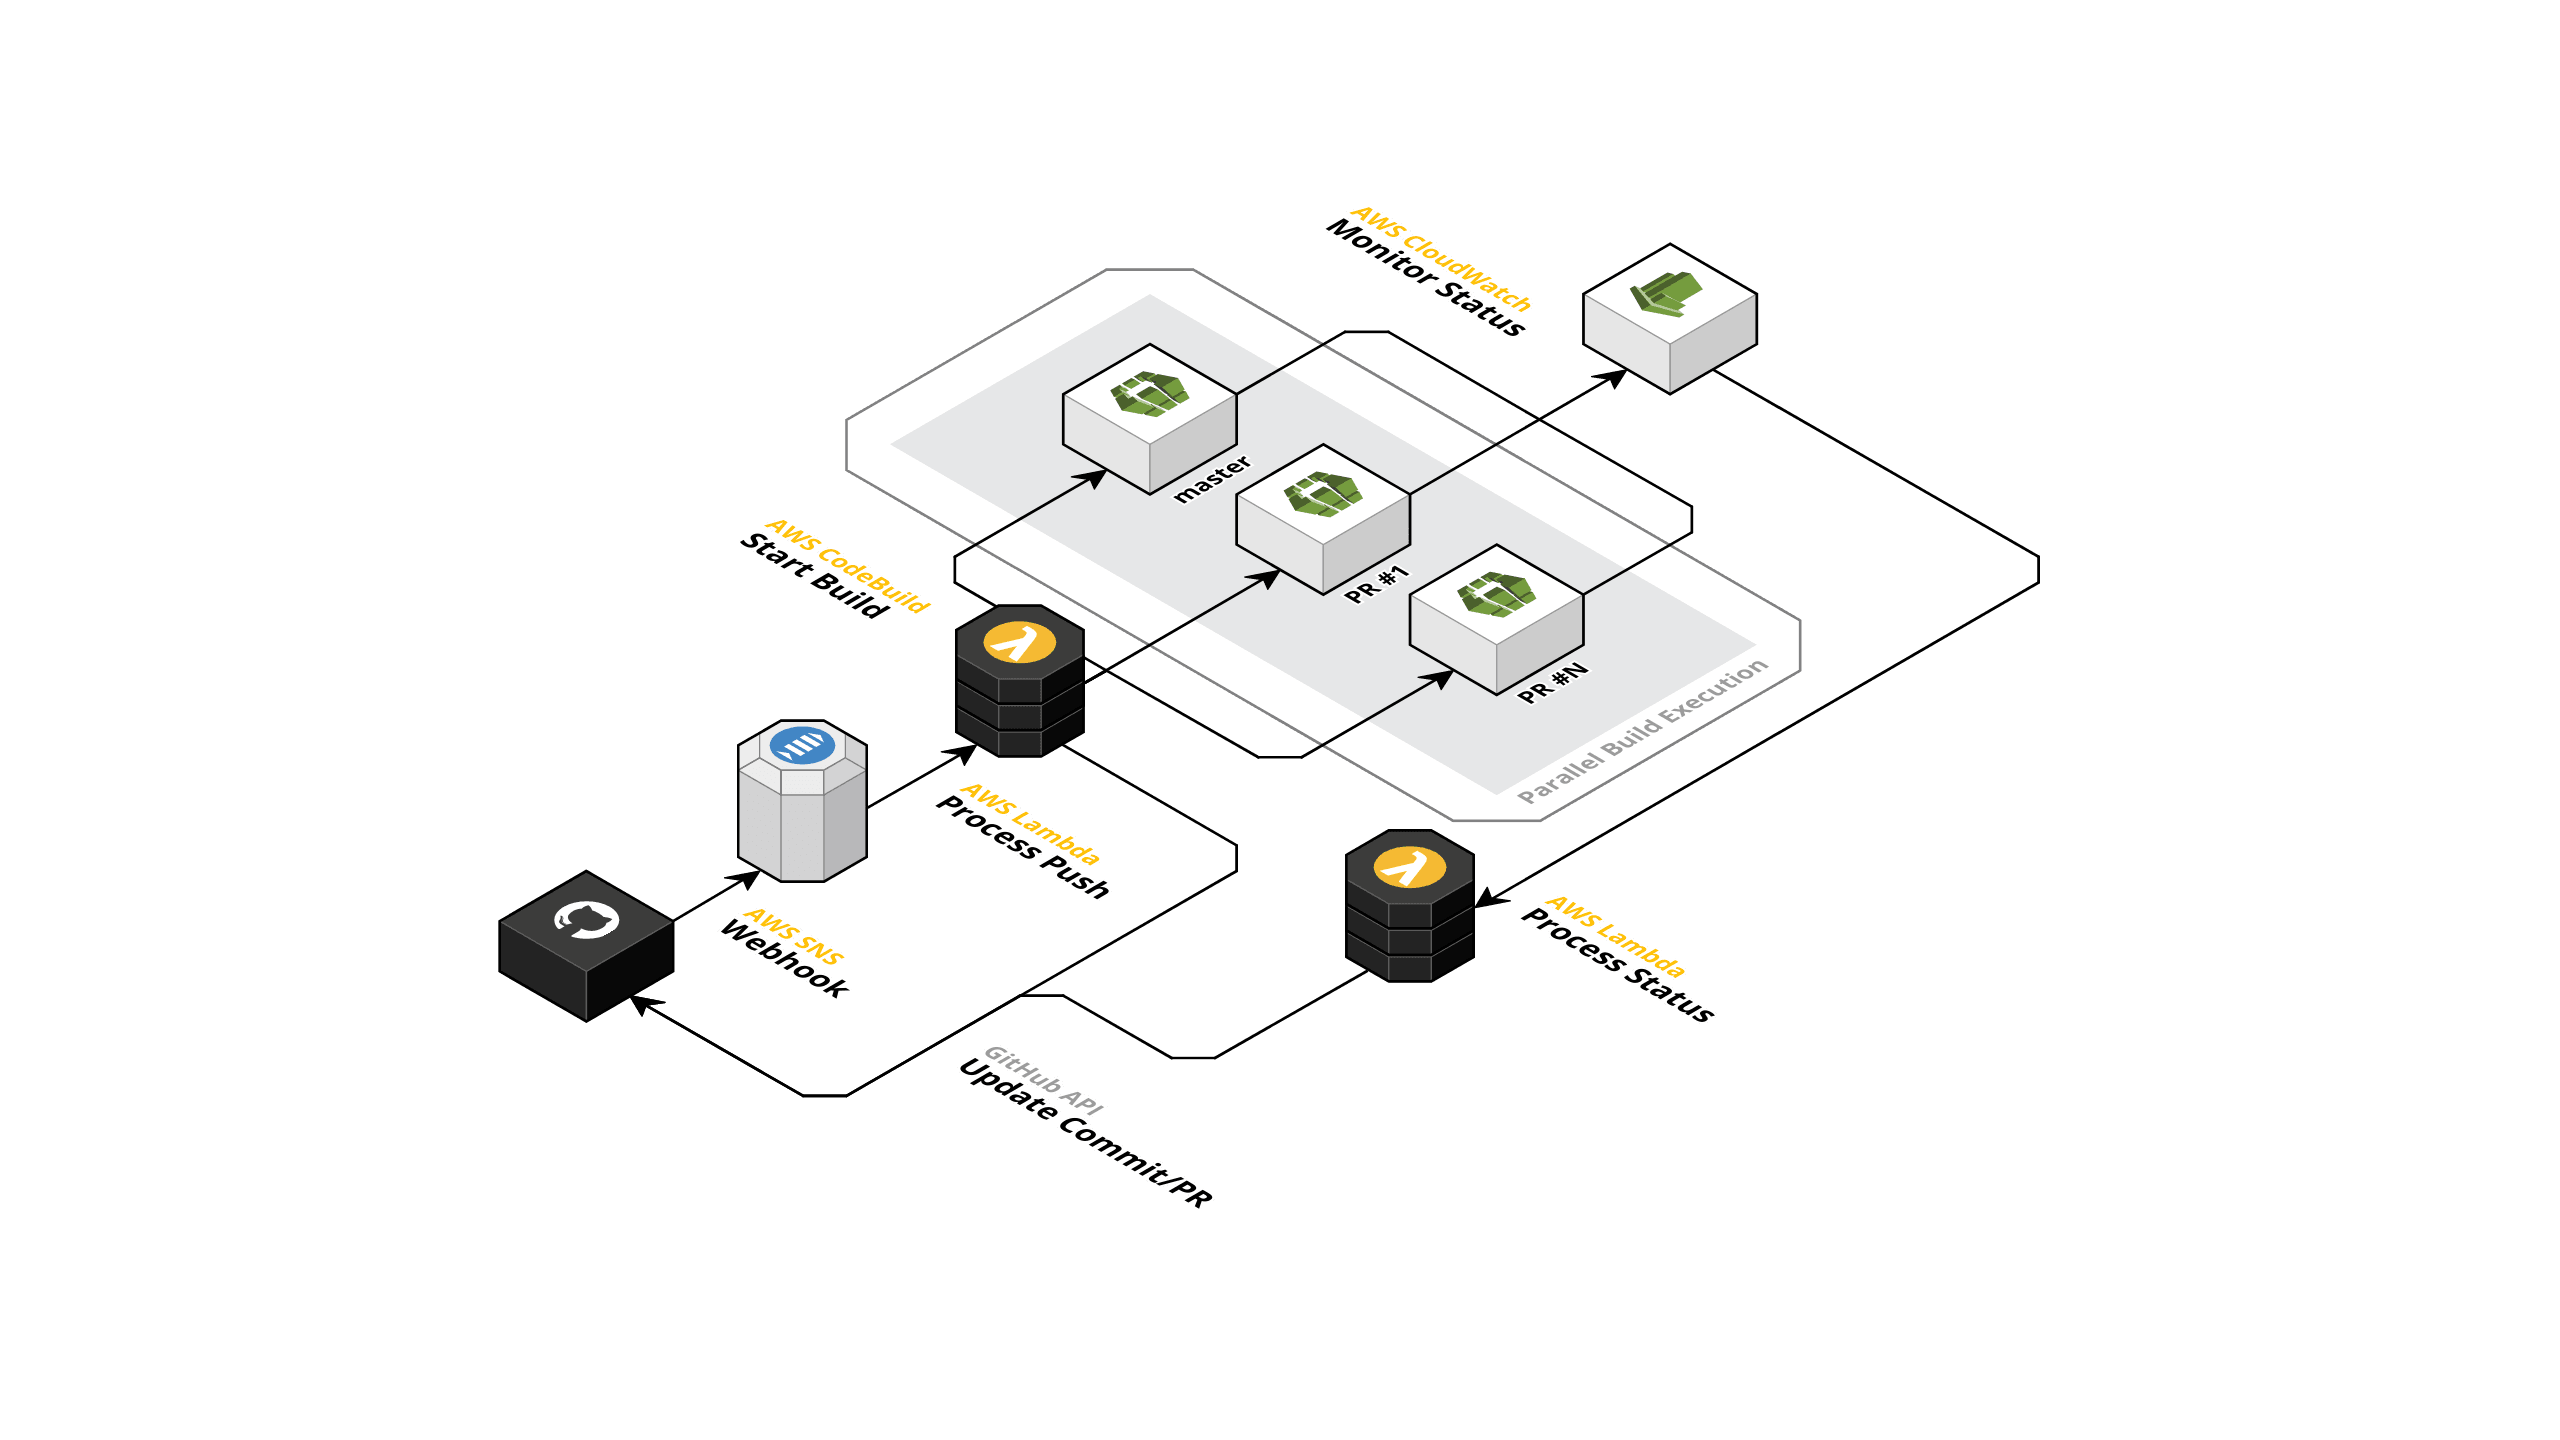 AWS CloudWatch
Monitor Status
master
AWS CodeBuild
Start Build
PR #1
PR #N
Parallel Build Execution
AWS Lambda
Process Push
AWS SNS
Webhook
AWS Lambda
Process Status
GitHub API
Update Commit/PR